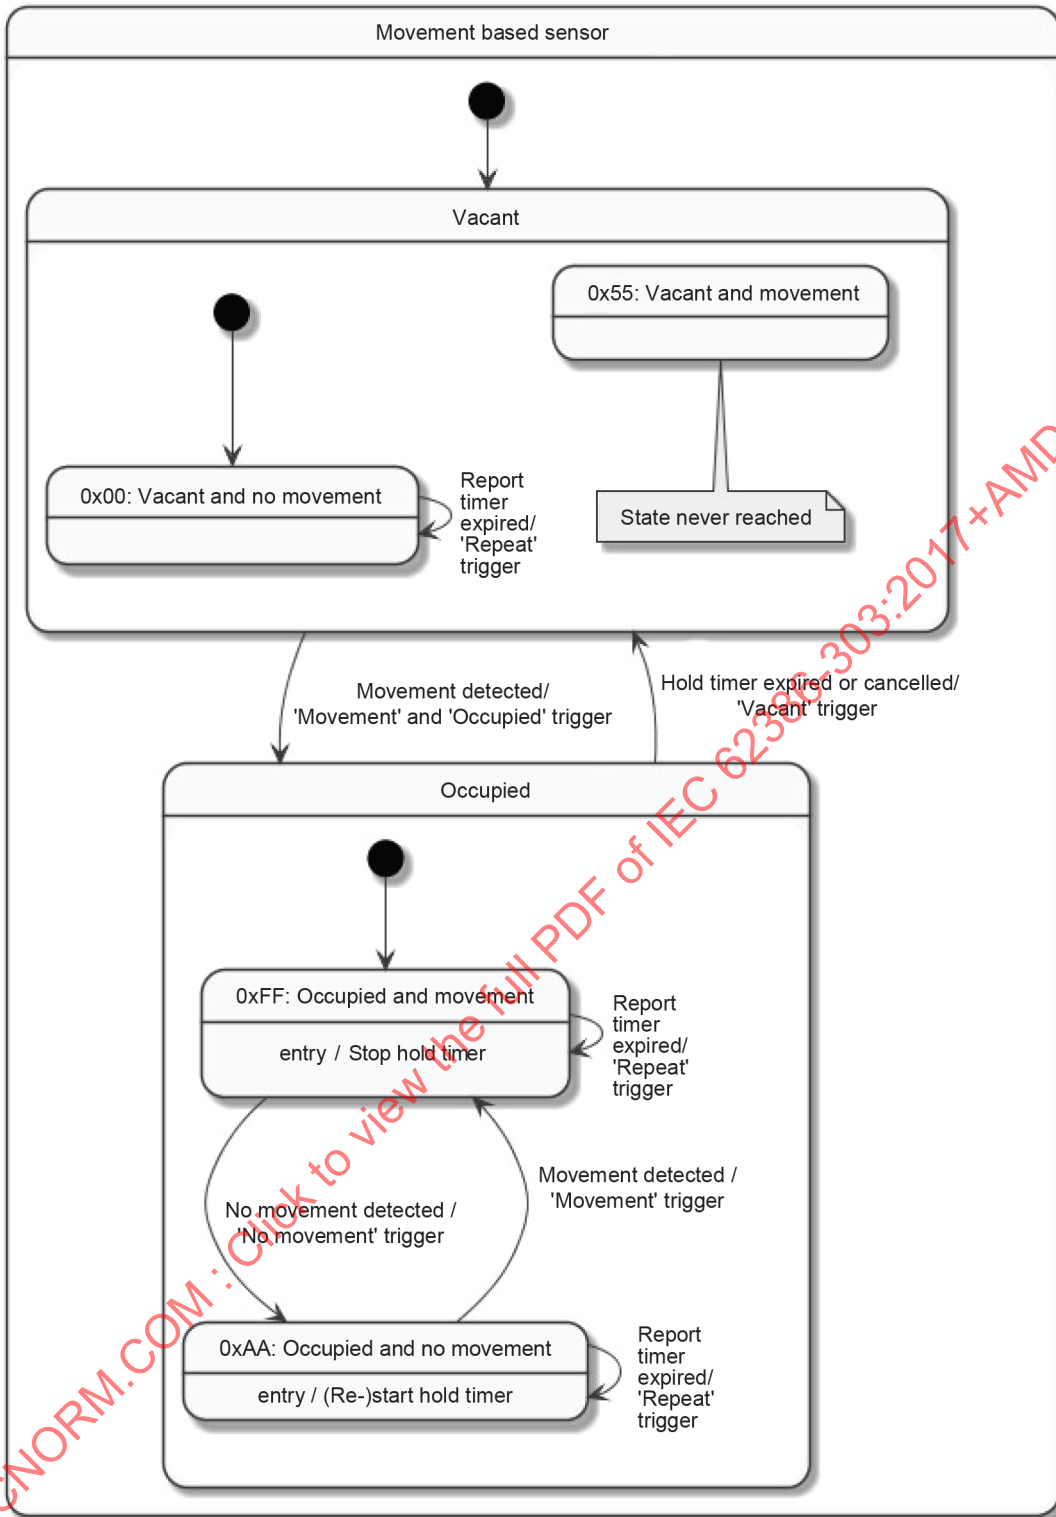 Movement based sensor
Vacant
0x55: Vacant and movement
0x00: Vacant and no movement
Report
timer
expired/
'Repeat'
trigger
State never reached
Movement detected/
'Movement' and 'Occupied' trigger
Hold timer expired or cancelled/
'Vacant' trigger
Occupied
0xFF: Occupied and movement
entry / Stop hold timer
Report
timer
expired/
'Repeat'
trigger
No movement detected /
'No movement' trigger
Movement detected /
'Movement' trigger
0xAA: Occupied and no movement
entry / (Re-)start hold timer
Report
timer
expired/
'Repeat'
trigger
CNORM.COM : Click to view the full PDF of IEC 62386-303:2017+AMD